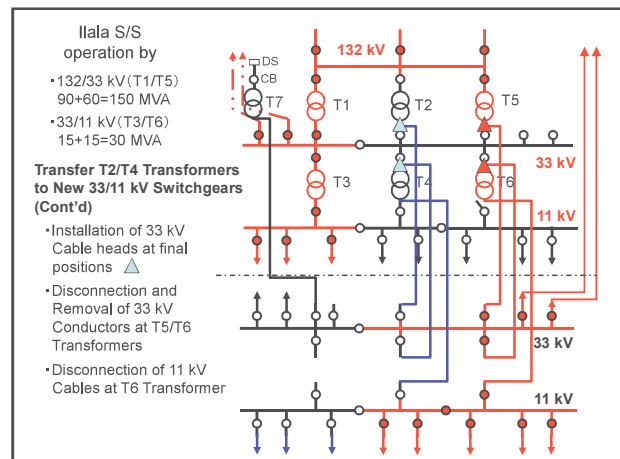 Ilala S/S
operation by
・132/33 kV(T1/T5)
90+60=150 MVA
・33/11 kV(T3/T6)
15+15=30 MVA
Transfer T2/T4 Transformers
to New 33/11 kV Switchgears
(Cont'd)
・Installation of 33 kV
Cable heads at final
positions
・Disconnection and
Removal of 33 kV
Conductors at T5/T6
Transformers
・Disconnection of 11 kV
Cables at T6 Transformer
132 kV
DS
CB
T7
T1
T2
T5
33 kV
T3
T4
T6
11 kV
33 kV
11 kV